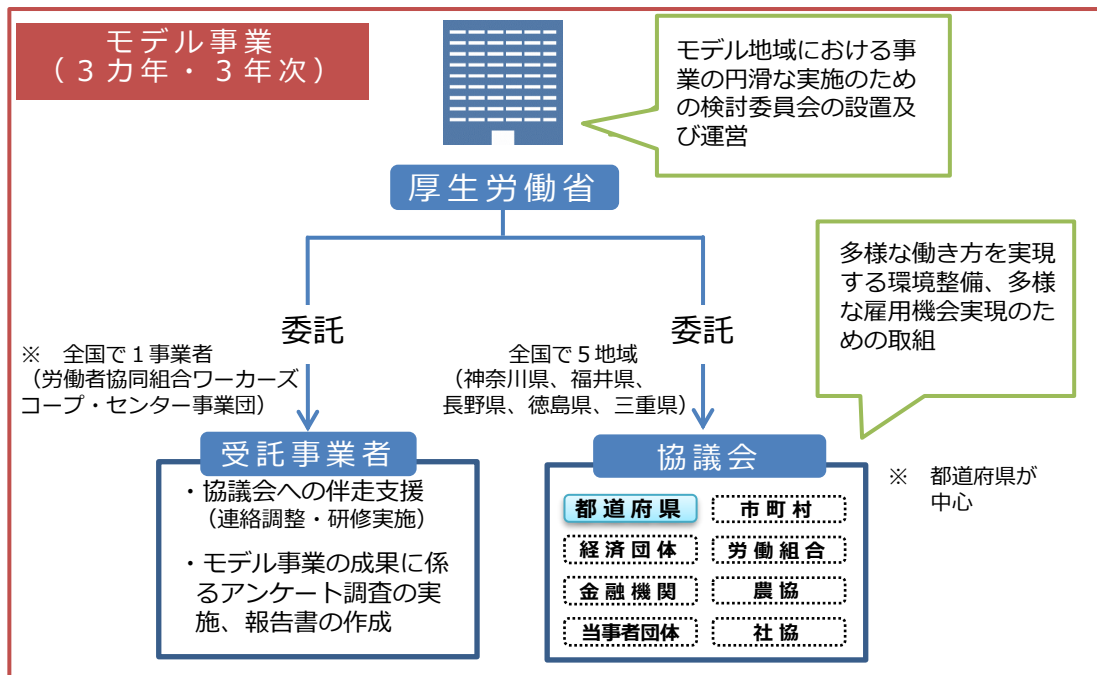 モデル事業
（３カ年・３年次）
モデル地域における事
業の円滑な実施のため
の検討委員会の設置及
び運営
厚生労働省
多様な働き方を実現
する環境整備、多様
な雇用機会実現のた
めの取組
委託
委託
※　全国で１事業者
（労働者協同組合ワーカーズ
コープ・センター事業団）
全国で５地域
（神奈川県、福井県、
長野県、徳島県、三重県）
受託事業者
・協議会への伴走支援
（連絡調整・研修実施）
・モデル事業の成果に係
るアンケート調査の実
施、報告書の作成
協議会
都道府県
市町村
経済団体
労働組合
金融機関
農協
当事者団体
社協
※　都道府県が
中心